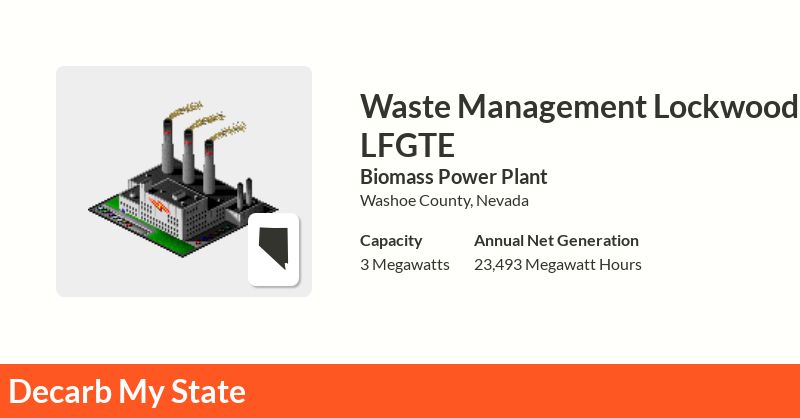 Waste Management Lockwood
LFGTE
Biomass Power Plant
Washoe County, Nevada
Capacity Annual Net Generation
3 Megawatts 23,493 Megawatt Hours
Decarb My State